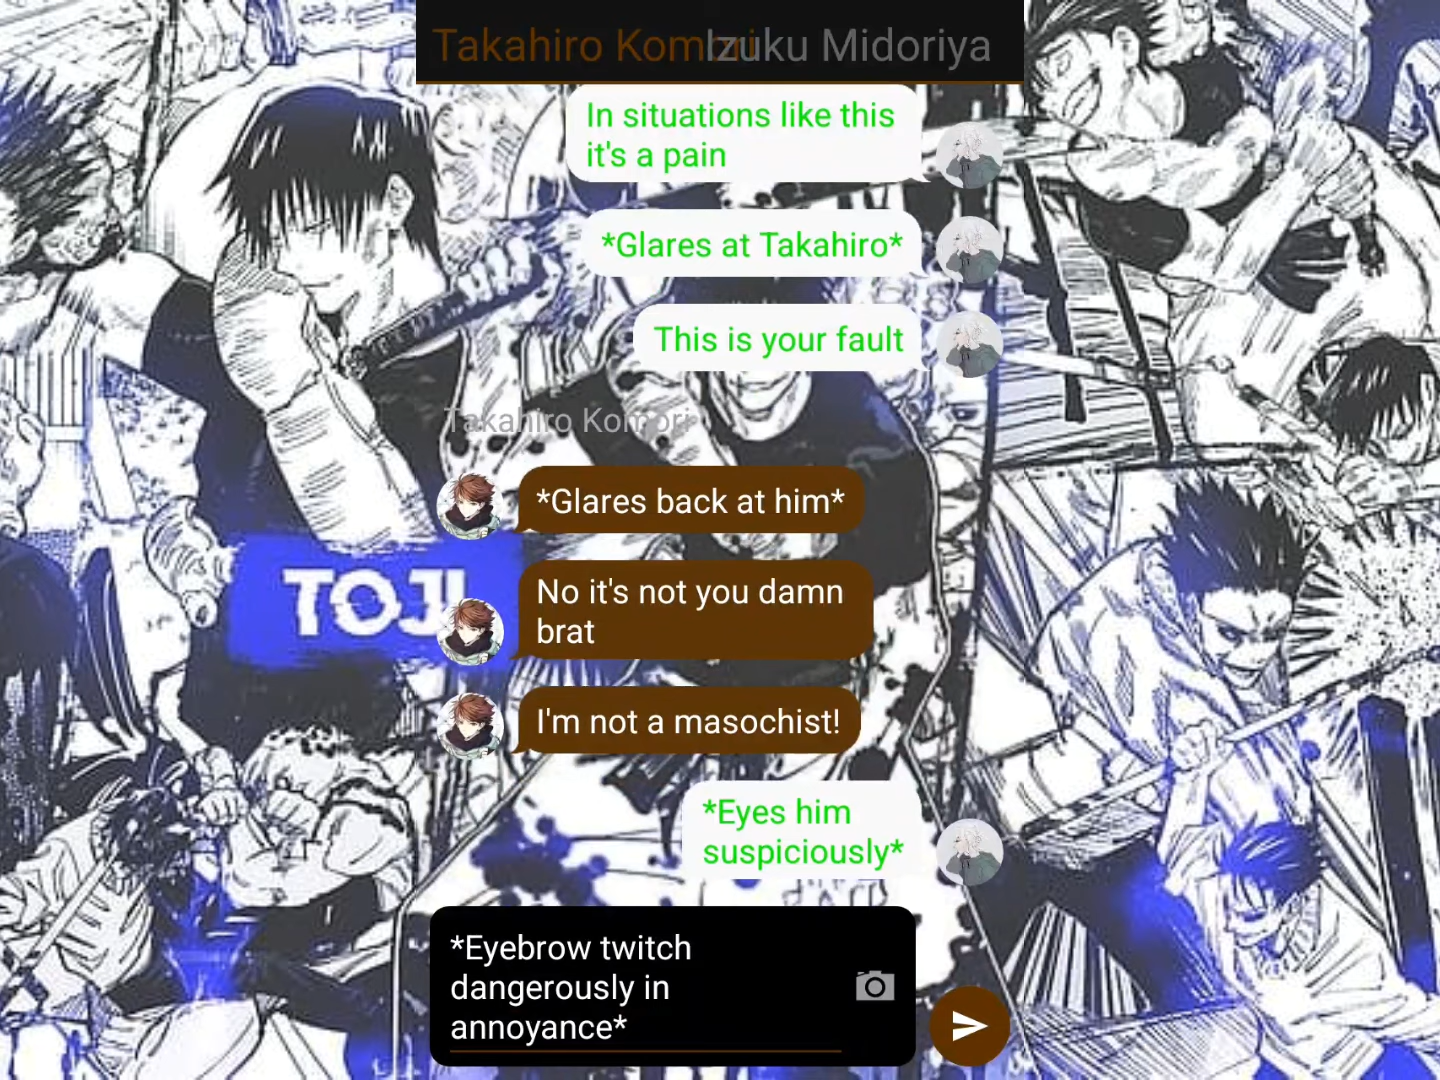 Takahiro Komori
Izuku Midoriya
In situations like this
it's a pain
*Glares at Takahiro*
This is your fault
Takahiro Komori
*Glares back at him*
TOJI
No it's not you damn
brat
I'm not a masochist!
*Eyes him
suspiciously*
*Eyebrow twitch
dangerously in
annoyance*